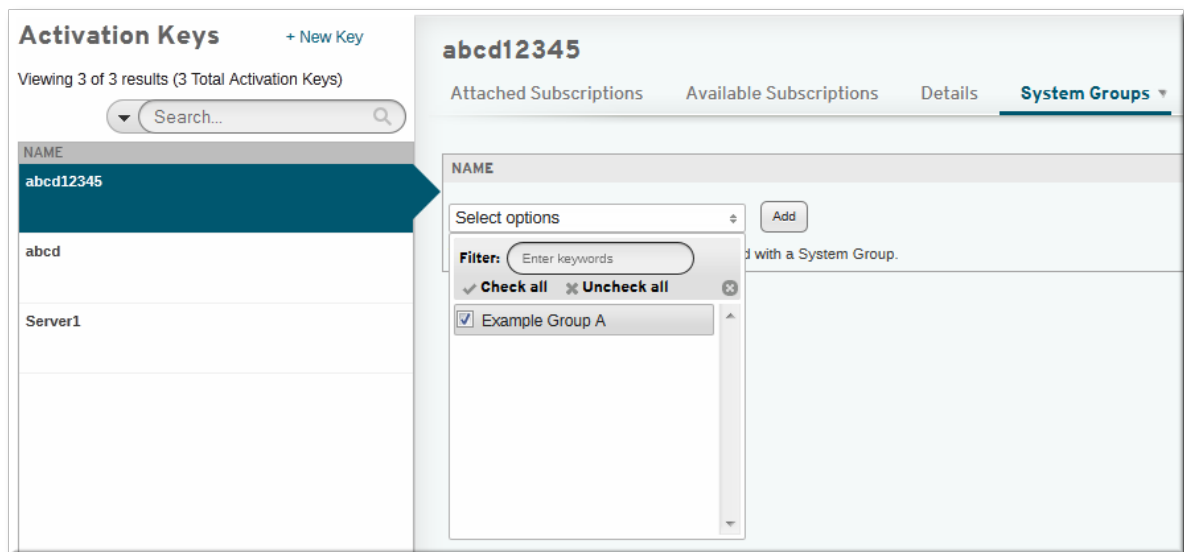 Activation Keys
+ New Key
Viewing 3 of 3 results (3 Total Activation Keys)
Search...
NAME
abcd12345
abcd
Server1
abcd12345
Attached Subscriptions
Available Subscriptions
Details
System Groups
NAME
Select options
Add
Filter:
Enter keywords
with a System Group.
Check all
Uncheck all
Example Group A